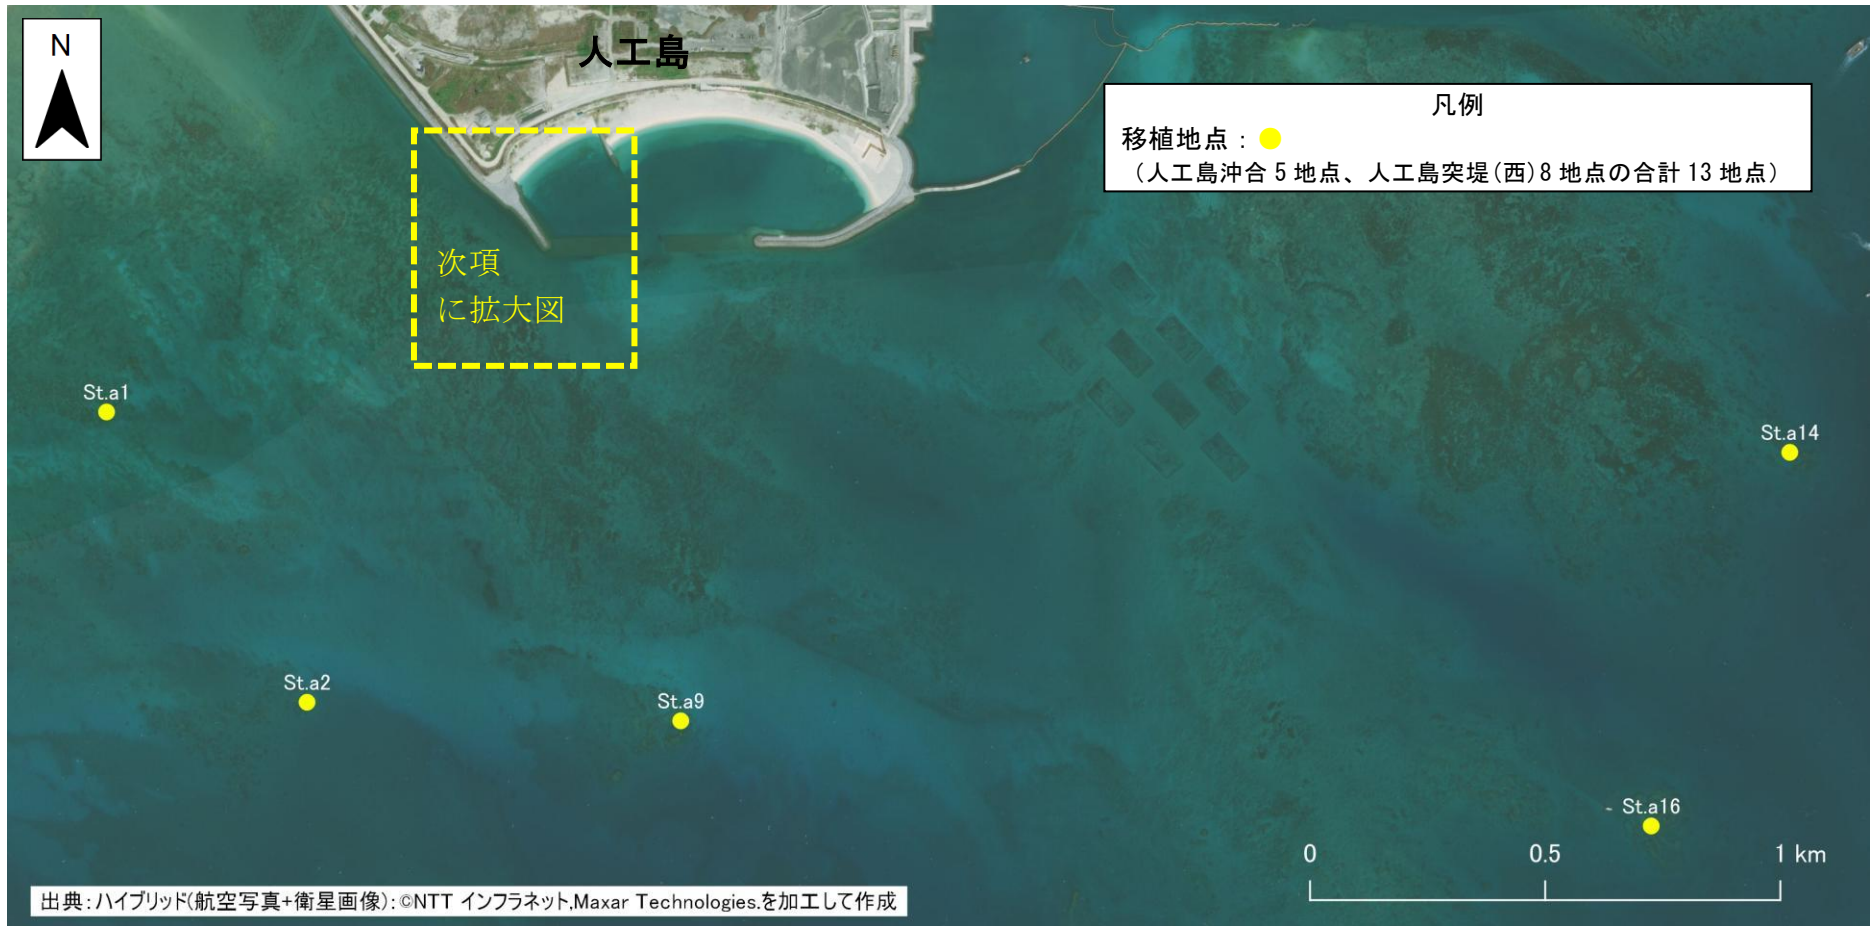 N
人工島
凡例
移植地点：
（人工島沖合 5 地点、人工島突堤(西)8 地点の合計 13 地点）
次項
に拡大図
St.a1
St.a14
St.a2
St.a9
St.a16
0 0.5 1 km
出典：ハイブリッド(航空写真+衛星画像)：©NTT インフラネット,Maxar Technologies.を加工して作成